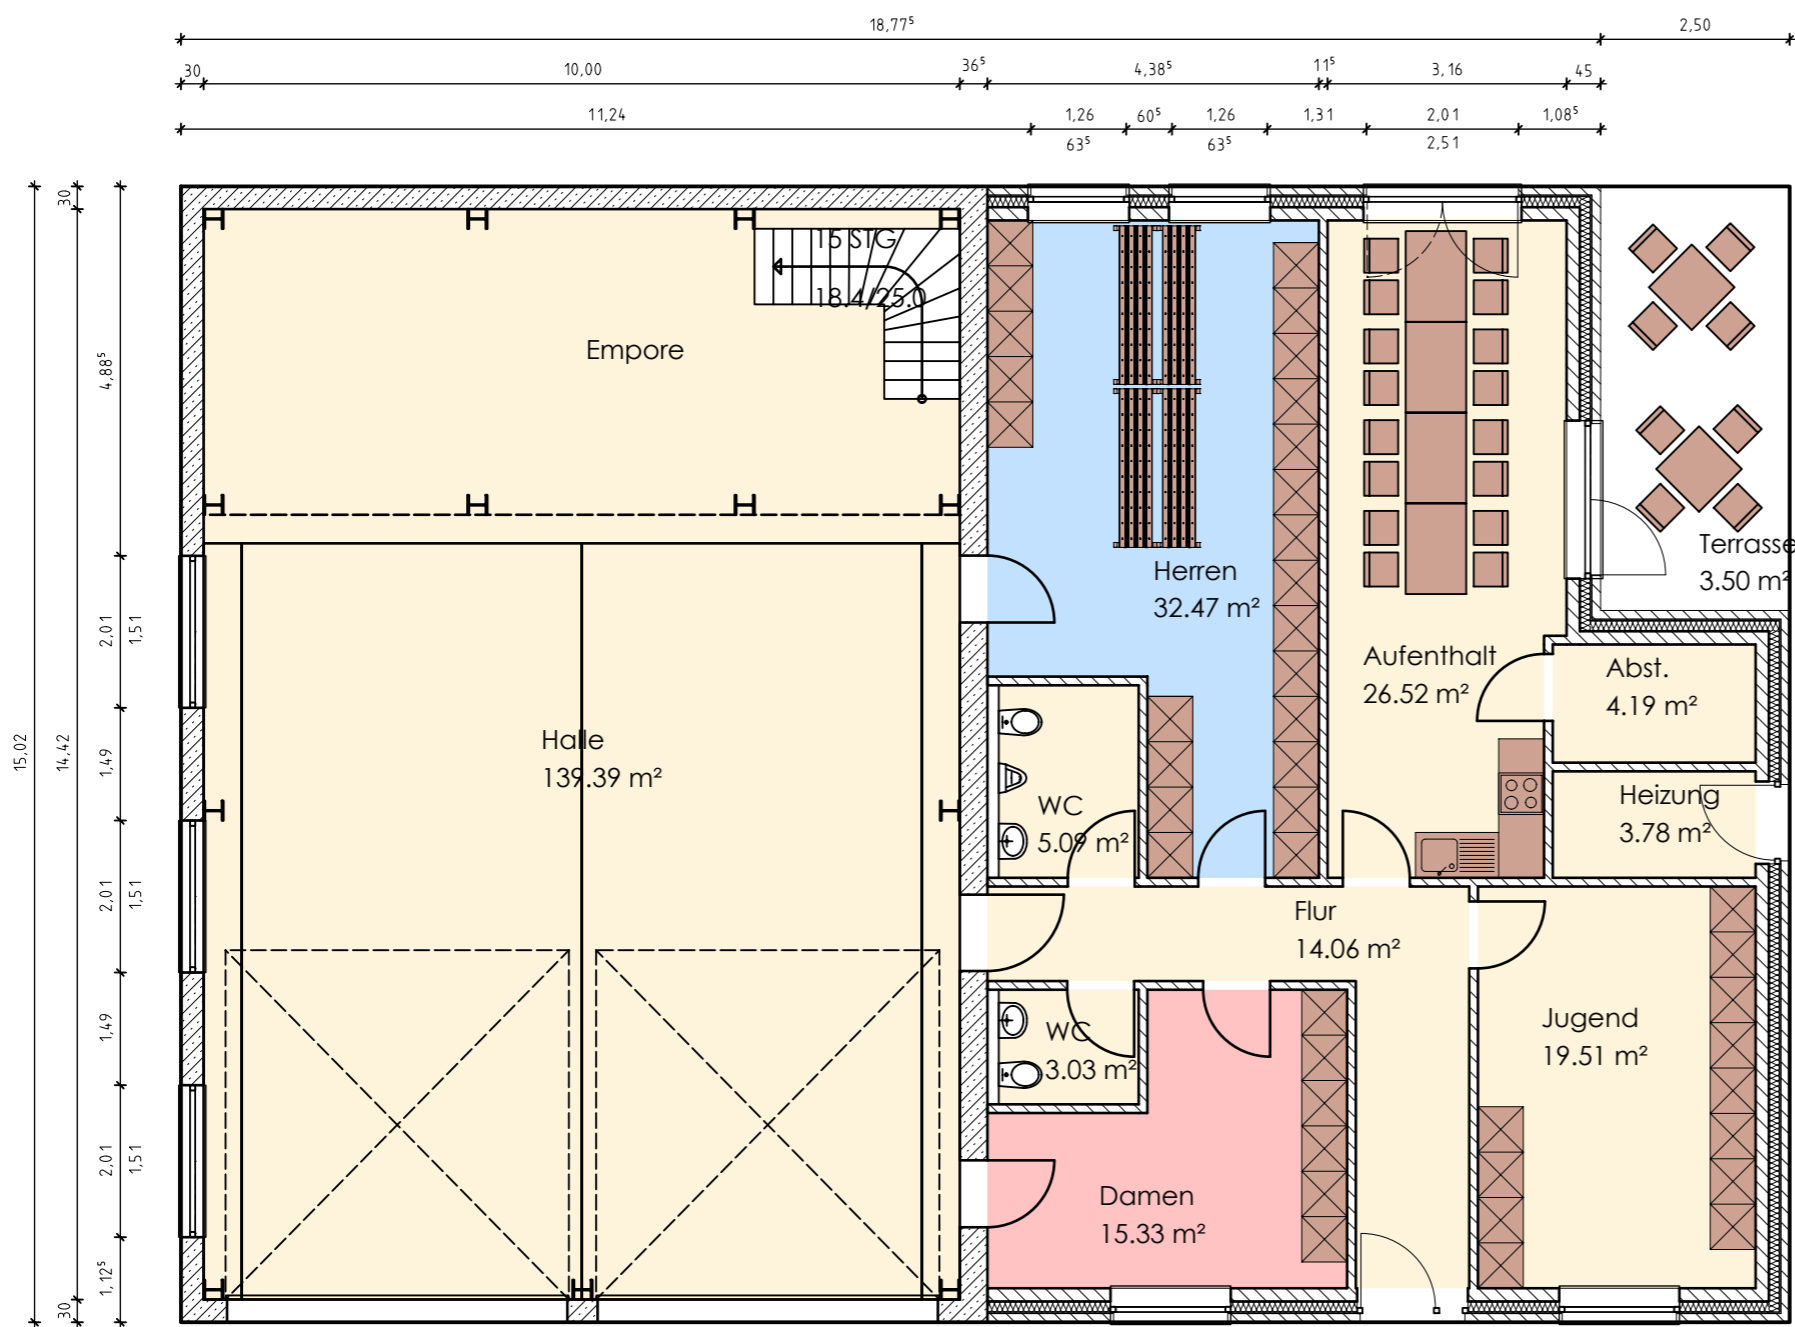 18,77⁵ 2,50
30 10,00 36⁵ 4,38⁵ 11⁵ 3,16 45
11,24 1,26 60⁵ 1,26 1,31 2,01 1,08⁵
63⁵ 63⁵ 2,51
15,02
30
14,42
30
4,88⁵
2,01
1,51
1,49
2,01
1,51
1,49
2,01
1,51
1,12⁵
15 STG
18.4/25.0
Empore
Herren
32.47 m²
Terrasse
3.50 m²
Aufenthalt
26.52 m²
Abst.
4.19 m²
Halle
139.39 m²
WC
5.09 m²
Heizung
3.78 m²
Flur
14.06 m²
WC
3.03 m²
Jugend
19.51 m²
Damen
15.33 m²